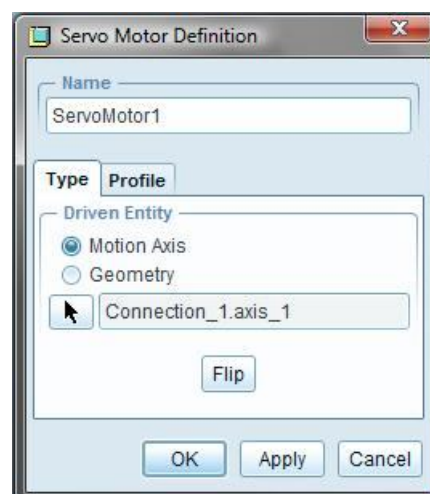 Servo Motor Definition
Name
ServoMotor1
Type Profile
Driven Entity
Motion Axis
Geometry
Connection_1.axis_1
Flip
OK Apply Cancel